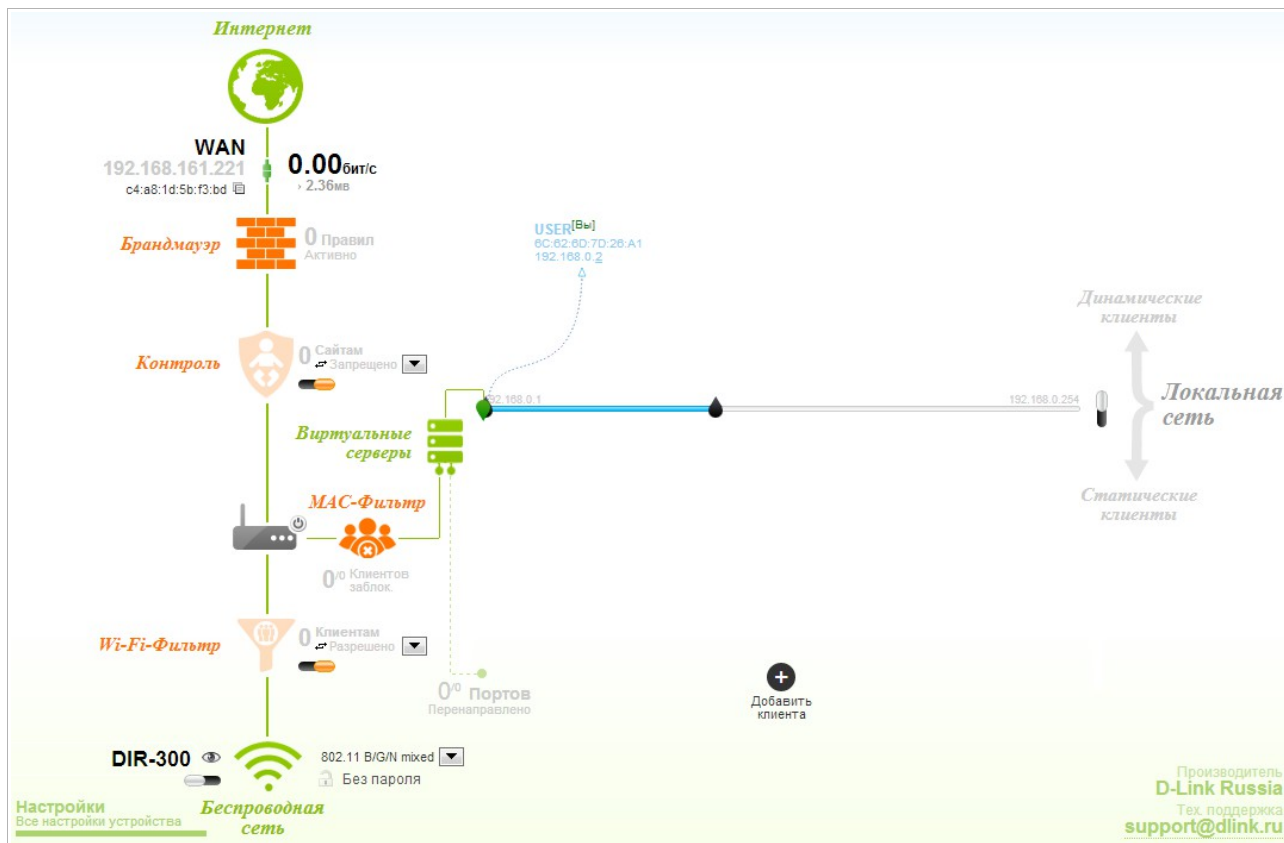 Интернет
WAN
192.168.161.221
c4:a8:1d:5b:f3:bd
0.00бит/с
› 2.36мв
Брандмауэр
0 Правил
Активно
USER[Вы]
6C:62:6D:7D:26:A1
192.168.0.2
Динамические
клиенты
Контроль
0 Сайтам
Запрещено
92.168.0.1
192.168.0.254
Локальная
сеть
Виртуальные
серверы
Статические
клиенты
МАС-Фильтр
0/0 Клиентов
заблок.
Wi-Fi-Фильтр
0 Клиентам
Разрешено
0/0 Портов
Перенаправлено
Добавить
клиента
DIR-300
802.11 B/G/N mixed
Без пароля
Беспроводная
сеть
Настройки
Все настройки устройства
Производитель
D-Link Russia
Тех. поддержка
support@dlink.ru